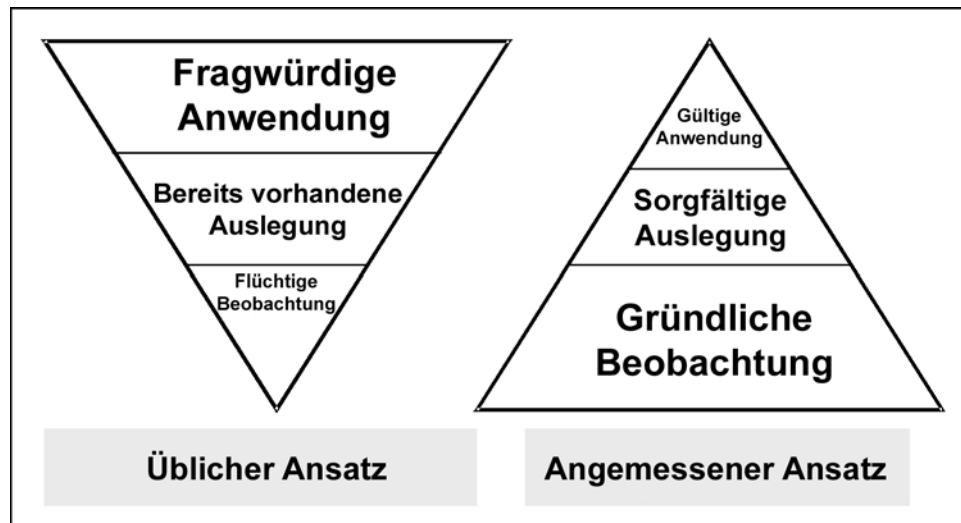 Fragwürdige
Anwendung
Bereits vorhandene
Auslegung
Flüchtige
Beobachtung
Üblicher Ansatz
Gültige
Anwendung
Sorgfältige
Auslegung
Gründliche
Beobachtung
Angemessener Ansatz